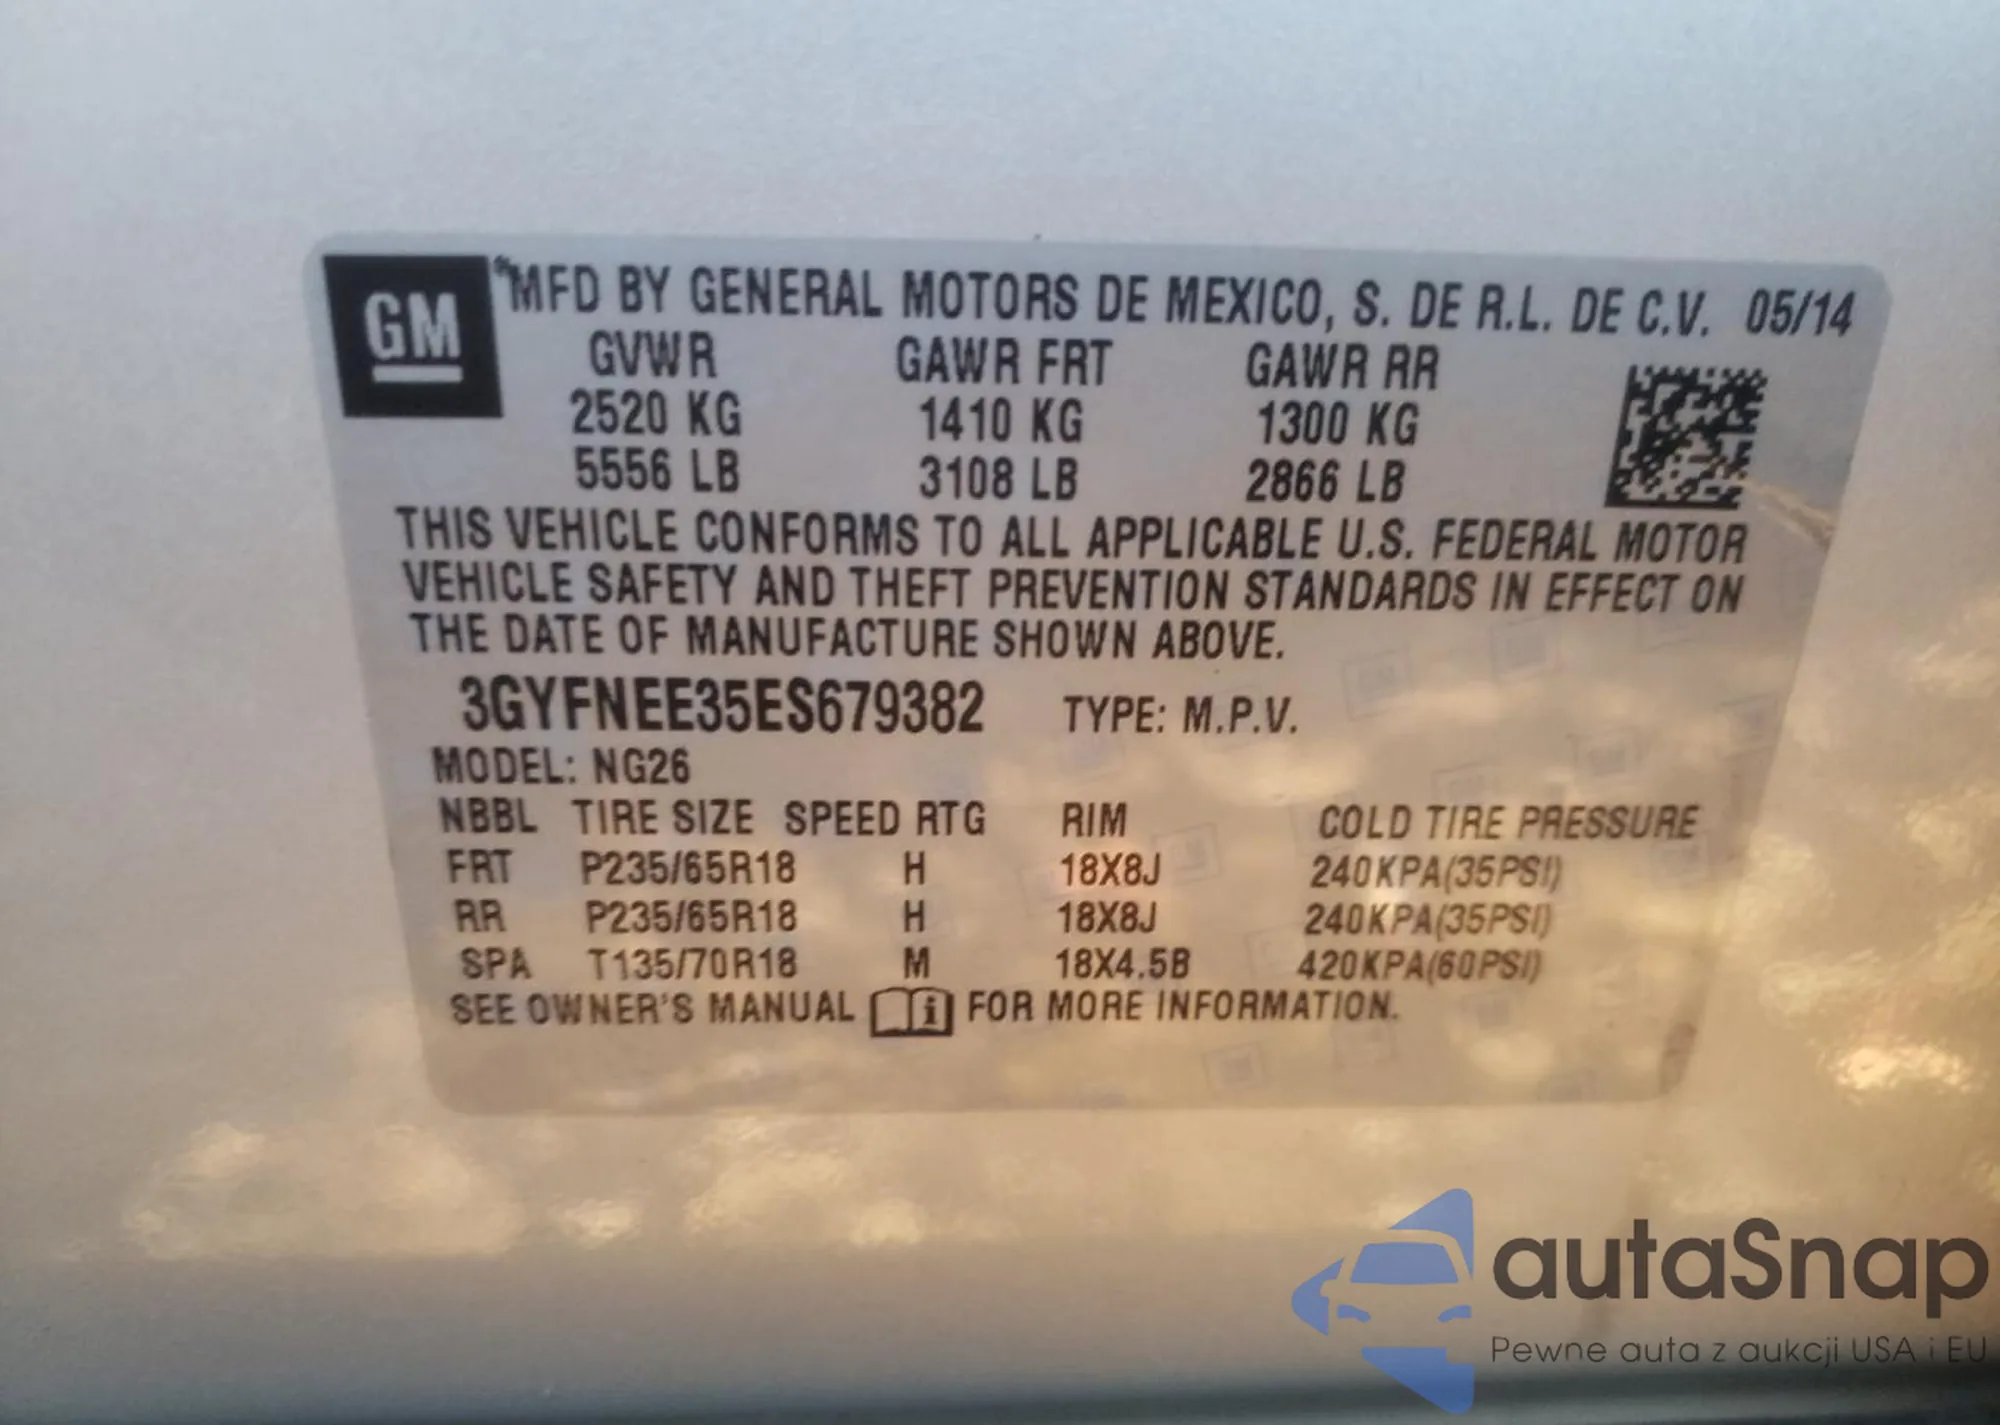 GM
*MFD BY GENERAL MOTORS DE MEXICO, S. DE R.L. DE C.V. 05/14
GVWR GAWR FRT GAWR RR
2520 KG 1410 KG 1300 KG
5556 LB 3108 LB 2866 LB
THIS VEHICLE CONFORMS TO ALL APPLICABLE U.S. FEDERAL MOTOR
VEHICLE SAFETY AND THEFT PREVENTION STANDARDS IN EFFECT ON
THE DATE OF MANUFACTURE SHOWN ABOVE.
3GYFNEE35ES679382 TYPE: M.P.V.
MODEL: NG26
NBBL TIRE SIZE SPEED RTG RIM COLD TIRE PRESSURE
FRT P235/65R18 H 18X8J 240KPA(35PSI)
RR P235/65R18 H 18X8J 240KPA(35PSI)
SPA T135/70R18 M 18X4.5B 420KPA(60PSI)
SEE OWNER'S MANUAL i FOR MORE INFORMATION.
autaSnap
Pewne auta z aukcji USA i EU